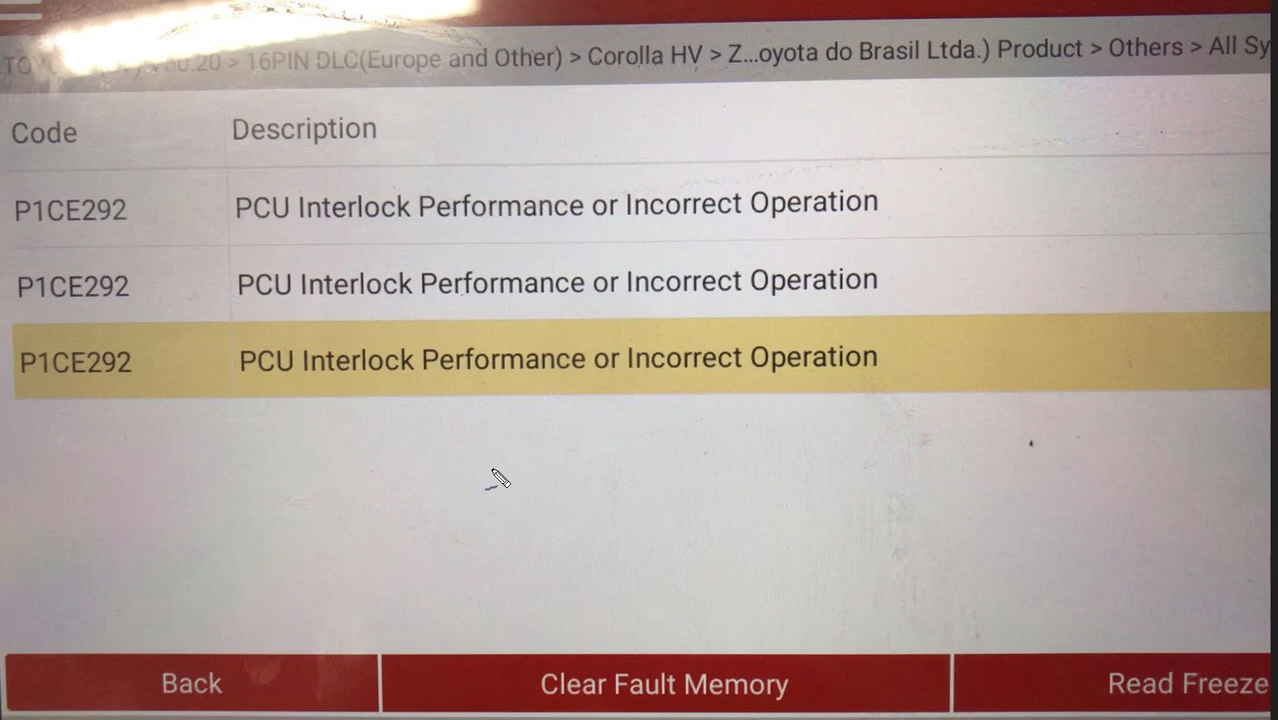 16PIN DLC(Europe and Other) > Corolla HV > Z...oyota do Brasil Ltda.) Product > Others > All Sy
Code Description
P1CE292 PCU Interlock Performance or Incorrect Operation
P1CE292 PCU Interlock Performance or Incorrect Operation
P1CE292 PCU Interlock Performance or Incorrect Operation
Back Clear Fault Memory Read Freeze